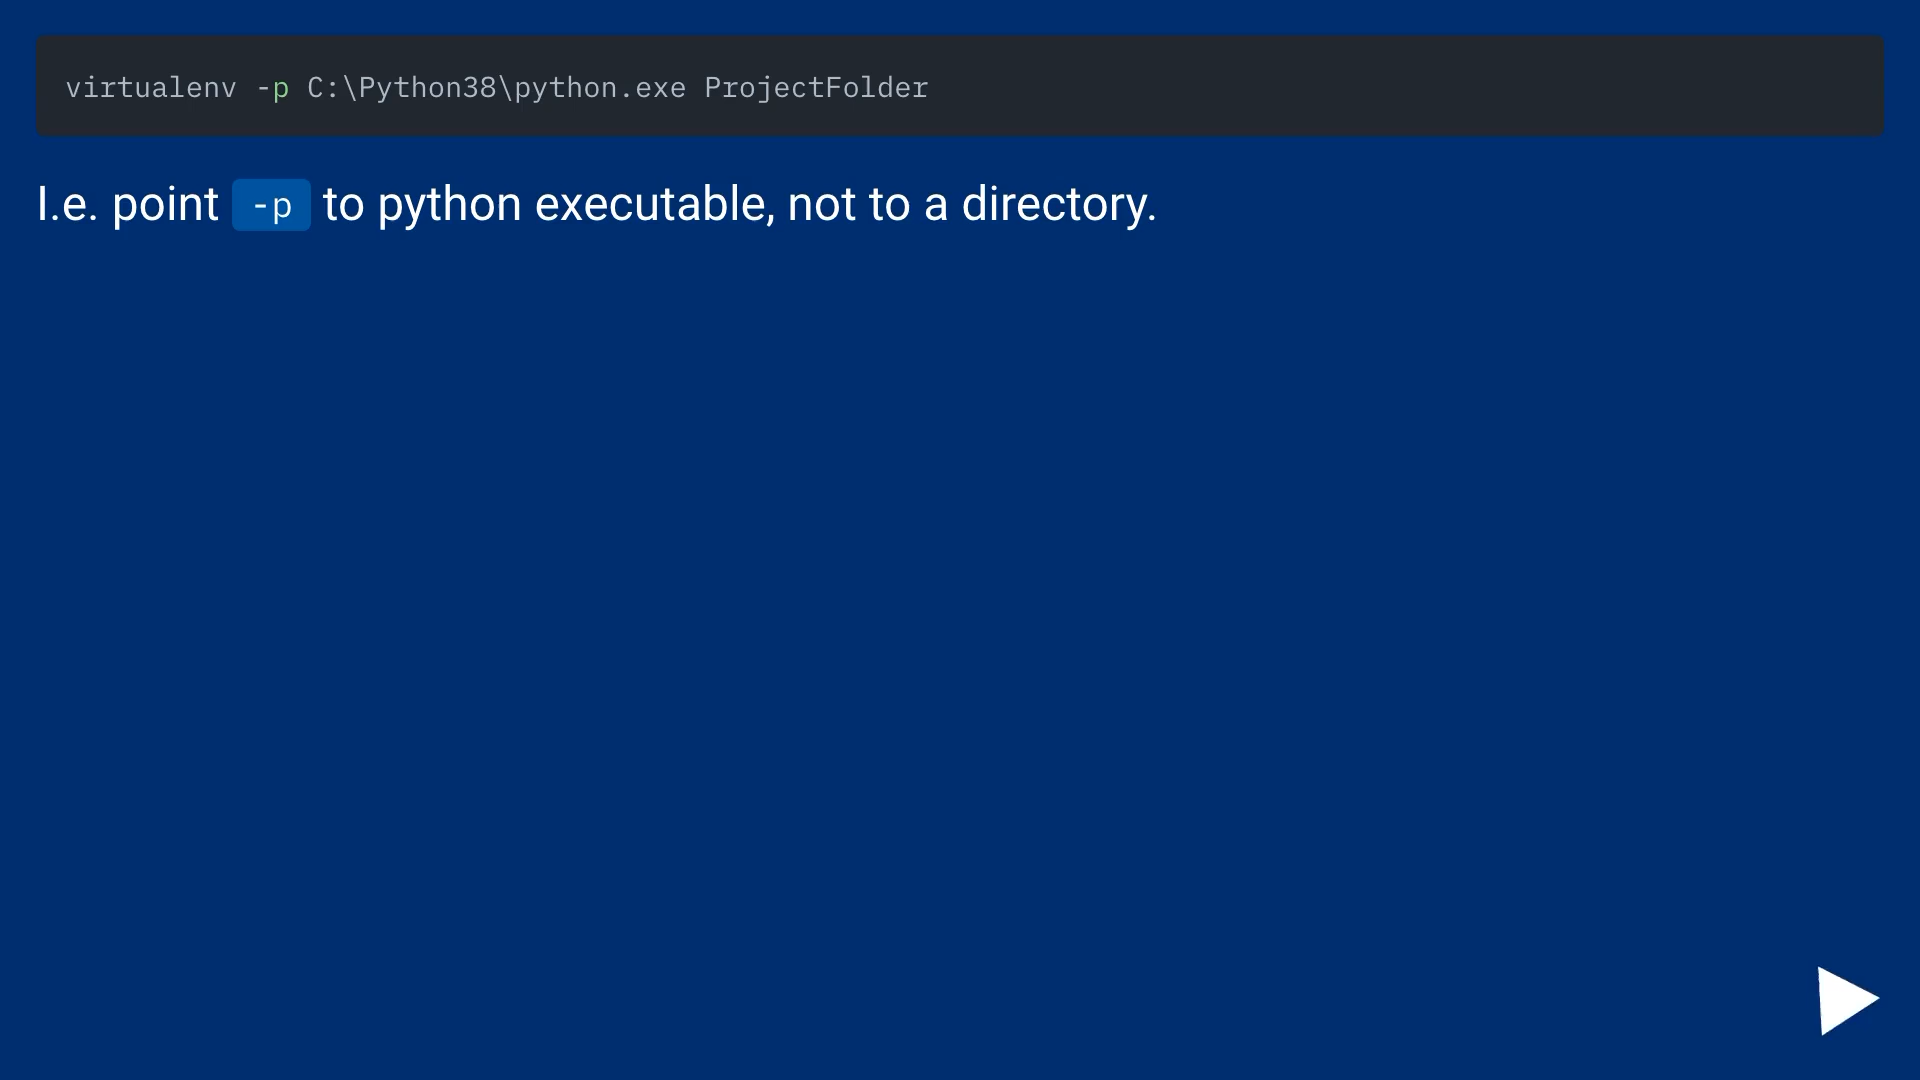 virtualenv -p C:\Python38\python.exe ProjectFolder
I.e. point -p to python executable, not to a directory.